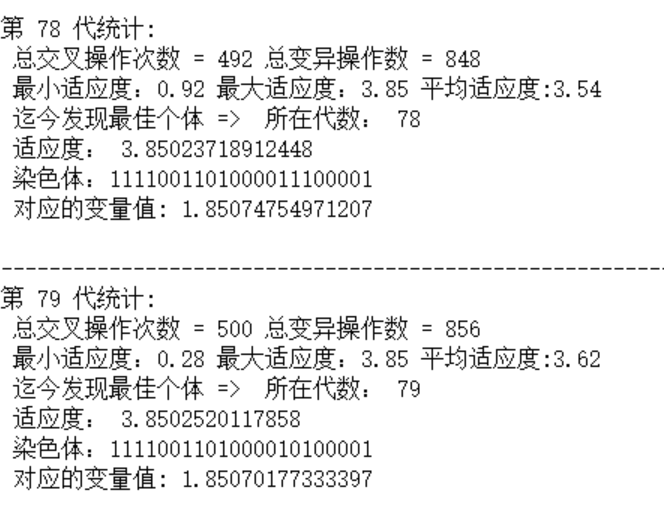 第 78 代统计:
总交叉操作次数 = 492 总变异操作数 = 848
最小适应度：0.92 最大适应度：3.85 平均适应度:3.54
迄今发现最佳个体 => 所在代数： 78
适应度： 3.85023718912448
染色体：1111001101000011100001
对应的变量值: 1.85074754971207
-------------------------------------------------------
第 79 代统计:
总交叉操作次数 = 500 总变异操作数 = 856
最小适应度：0.28 最大适应度：3.85 平均适应度:3.62
迄今发现最佳个体 => 所在代数： 79
适应度： 3.8502520117858
染色体：1111001101000010100001
对应的变量值: 1.85070177333397